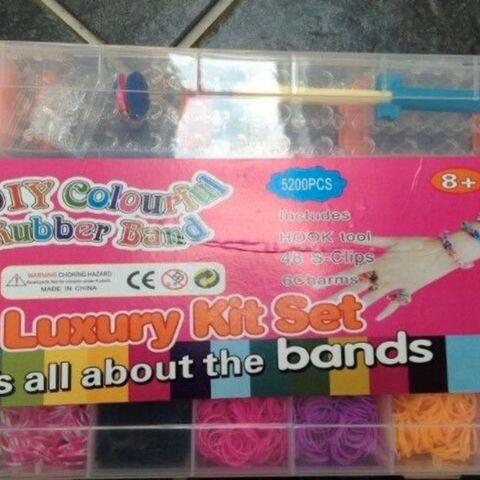 DIY Colourful
Rubber Band
5200PCS
8+
Includes
HOOK tool
48 S-Clips
6Charms
WARNING CHOKING HAZARD
MADE IN CHINA
CE
Luxury Kit Set
s all about the bands